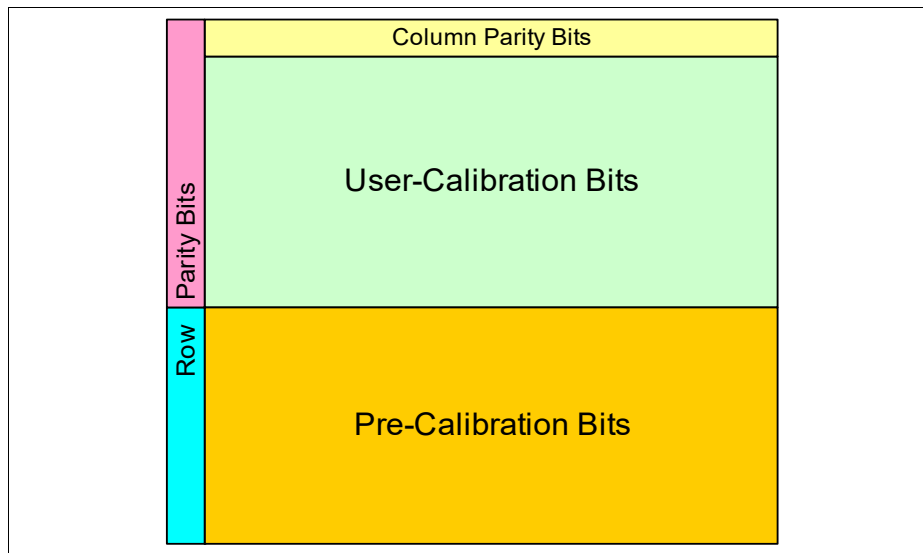 Column Parity Bits
User-Calibration Bits
Row Parity Bits
Pre-Calibration Bits